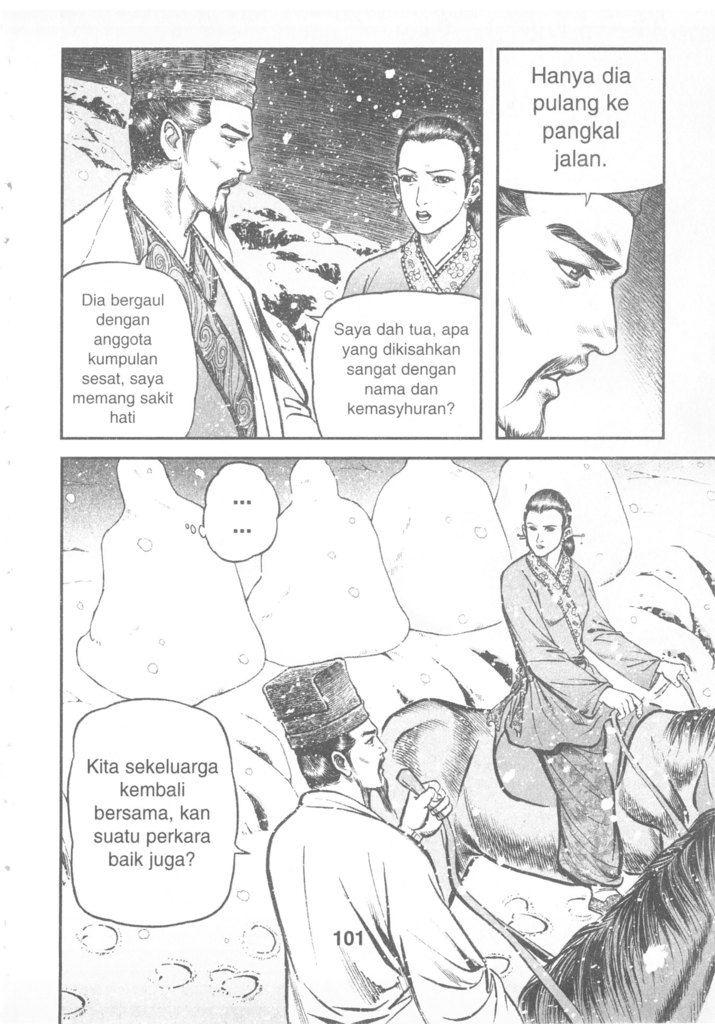 Dia bergaul
dengan
anggota
kumpulan
sesat, saya
memang sakit
hati
Saya dah tua, apa
yang dikisahkan
sangat dengan
nama dan
kemasyhuran?
Hanya dia
pulang ke
pangkal
jalan.
...
...
Kita sekeluarga
kembali
bersama, kan
suatu perkara
baik juga?
101